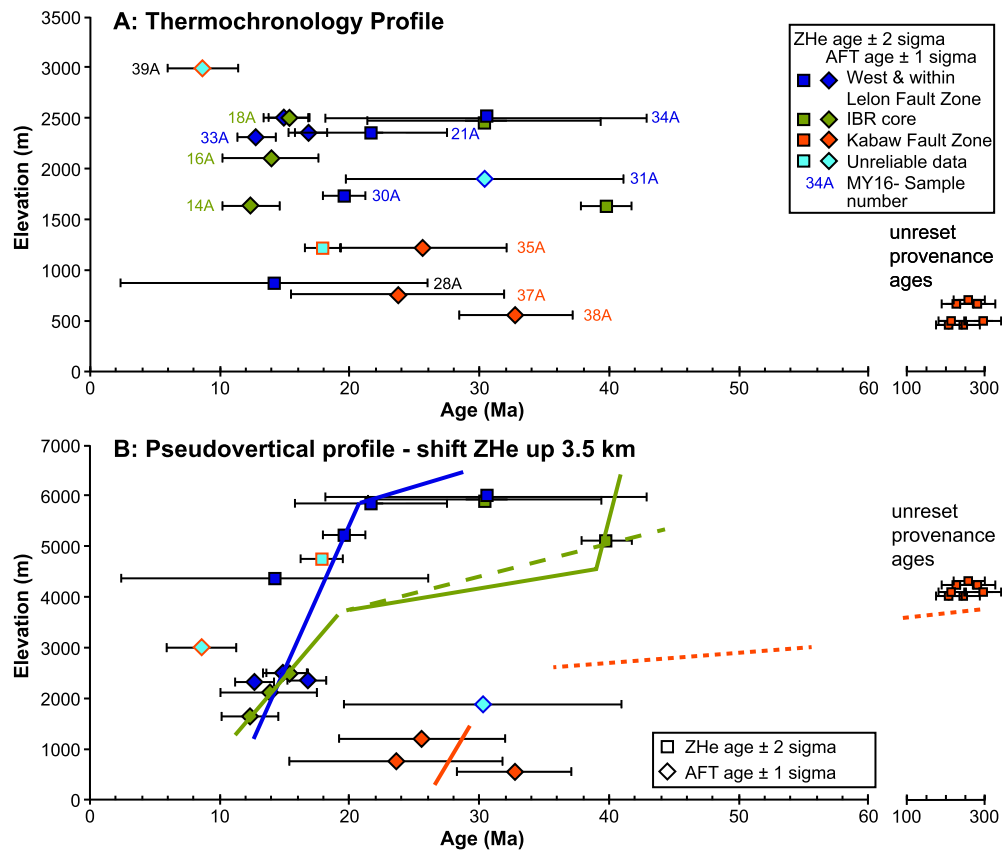 A: Thermochronology Profile
3500
3000
2500
2000
1500
1000
500
0
Elevation (m)
39A
18A
33A
16A
14A
34A
21A
31A
30A
35A
28A
37A
38A
ZHe age ± 2 sigma
AFT age ± 1 sigma
West & within
Lelon Fault Zone
IBR core
Kabaw Fault Zone
Unreliable data
34A MY16- Sample
number
unreset
provenance
ages
0 10 20 30 40 50 60 100 300
Age (Ma)
B: Pseudovertical profile - shift ZHe up 3.5 km
7000
6000
5000
4000
3000
2000
1000
0
Elevation (m)
unreset
provenance
ages
ZHe age ± 2 sigma
AFT age ± 1 sigma
0 10 20 30 40 50 60 100 300
Age (Ma)